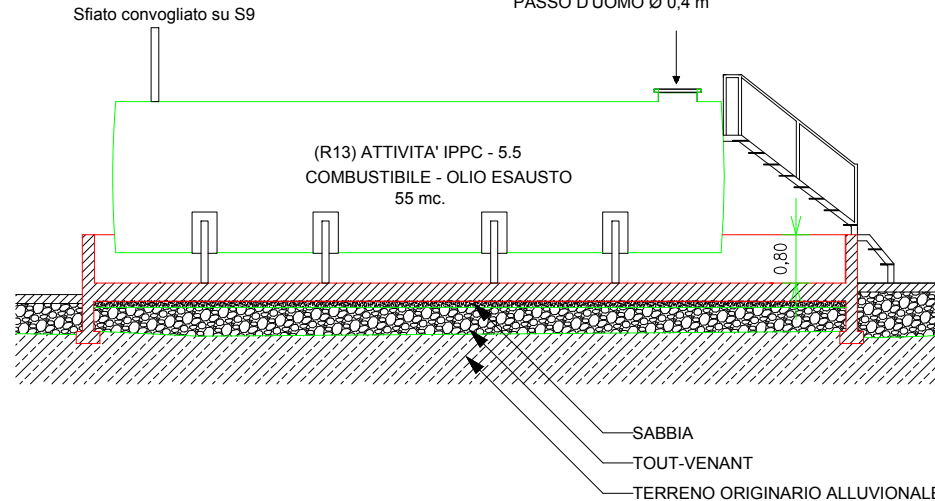 Sfiato convogliato su S9
PASSO D'UOMO Ø 0,4 m
(R13) ATTIVITA' IPPC - 5.5
COMBUSTIBILE - OLIO ESAUSTO
55 mc.
0,80
SABBIA
TOUT-VENANT
TERRENO ORIGINARIO ALLUVIONALE